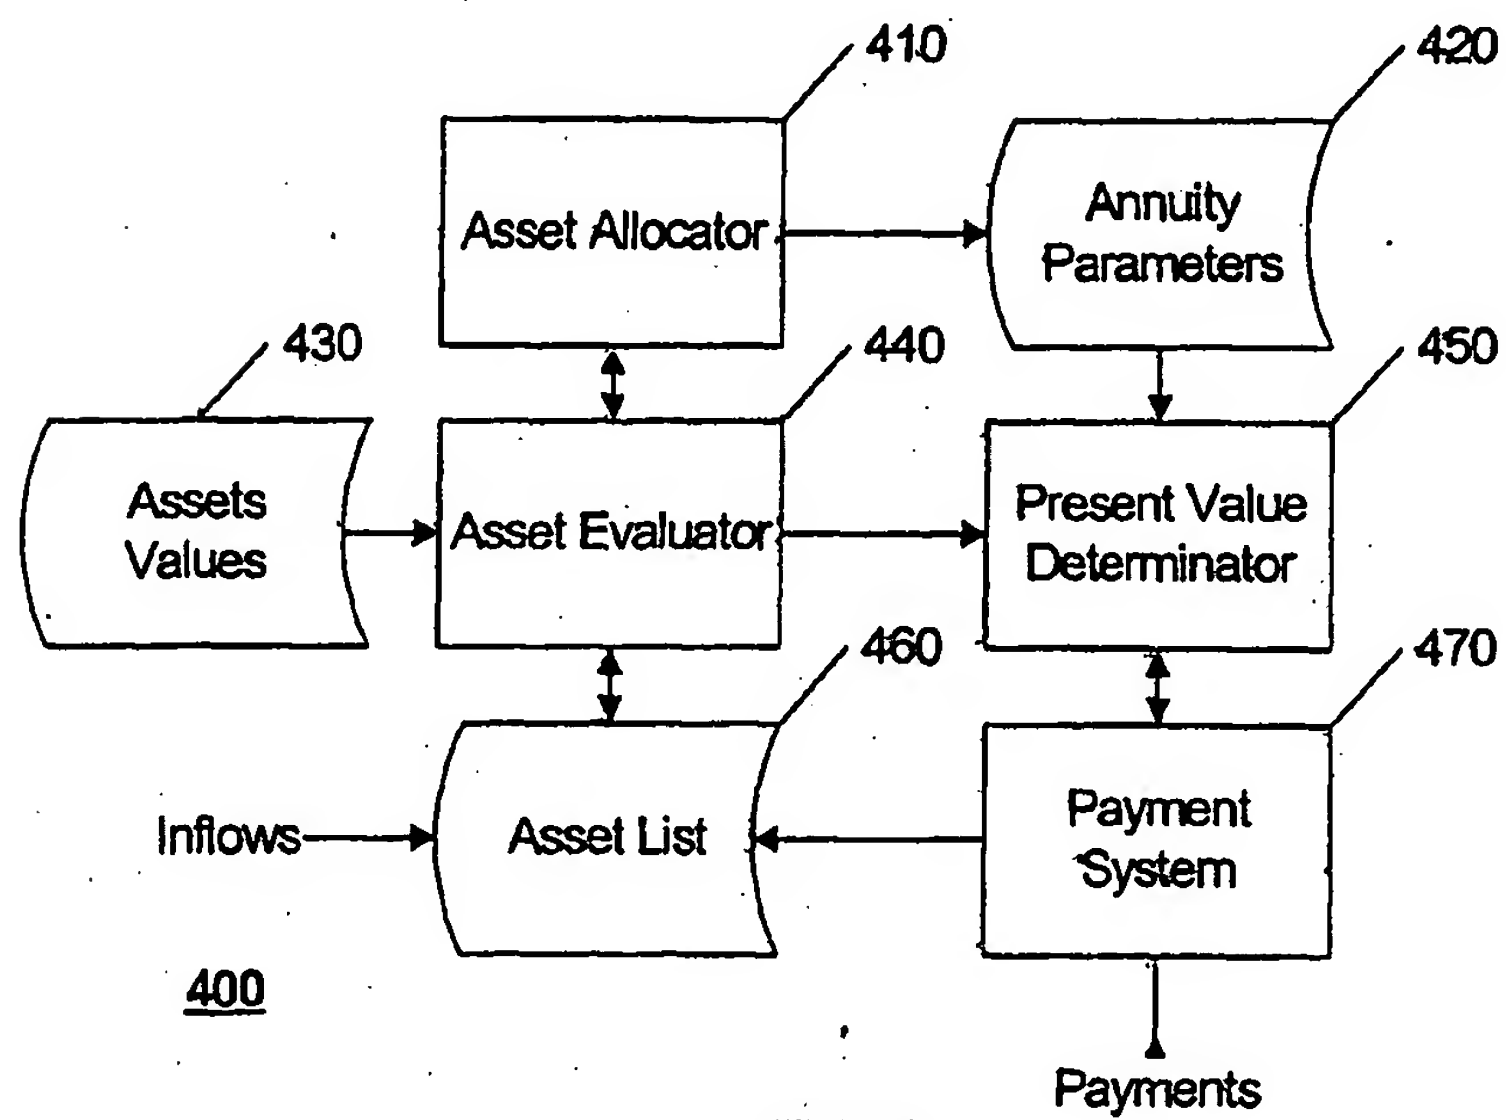 410
420
Asset Allocator
Annuity
Parameters
430
440
450
Assets
Values
Asset Evaluator
Present Value
Determinator
460
470
Inflows
Asset List
Payment
System
400
Payments